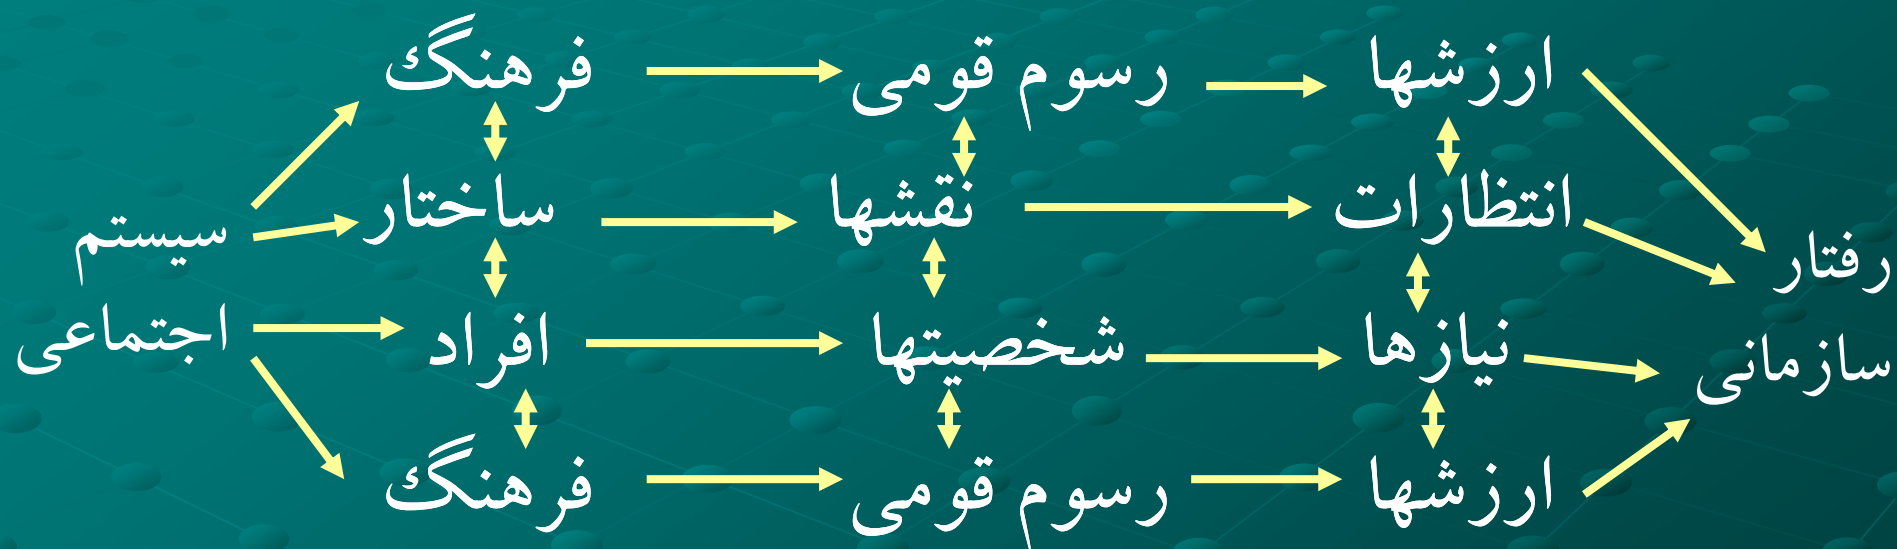 فرهنگ
رسوم قومی
ارزشها
ساختار
نقشها
انتظارات
سیستم
اجتماعی
رفتار
سازمانی
افراد
شخصیتها
نیازها
فرهنگ
رسوم قومی
ارزشها